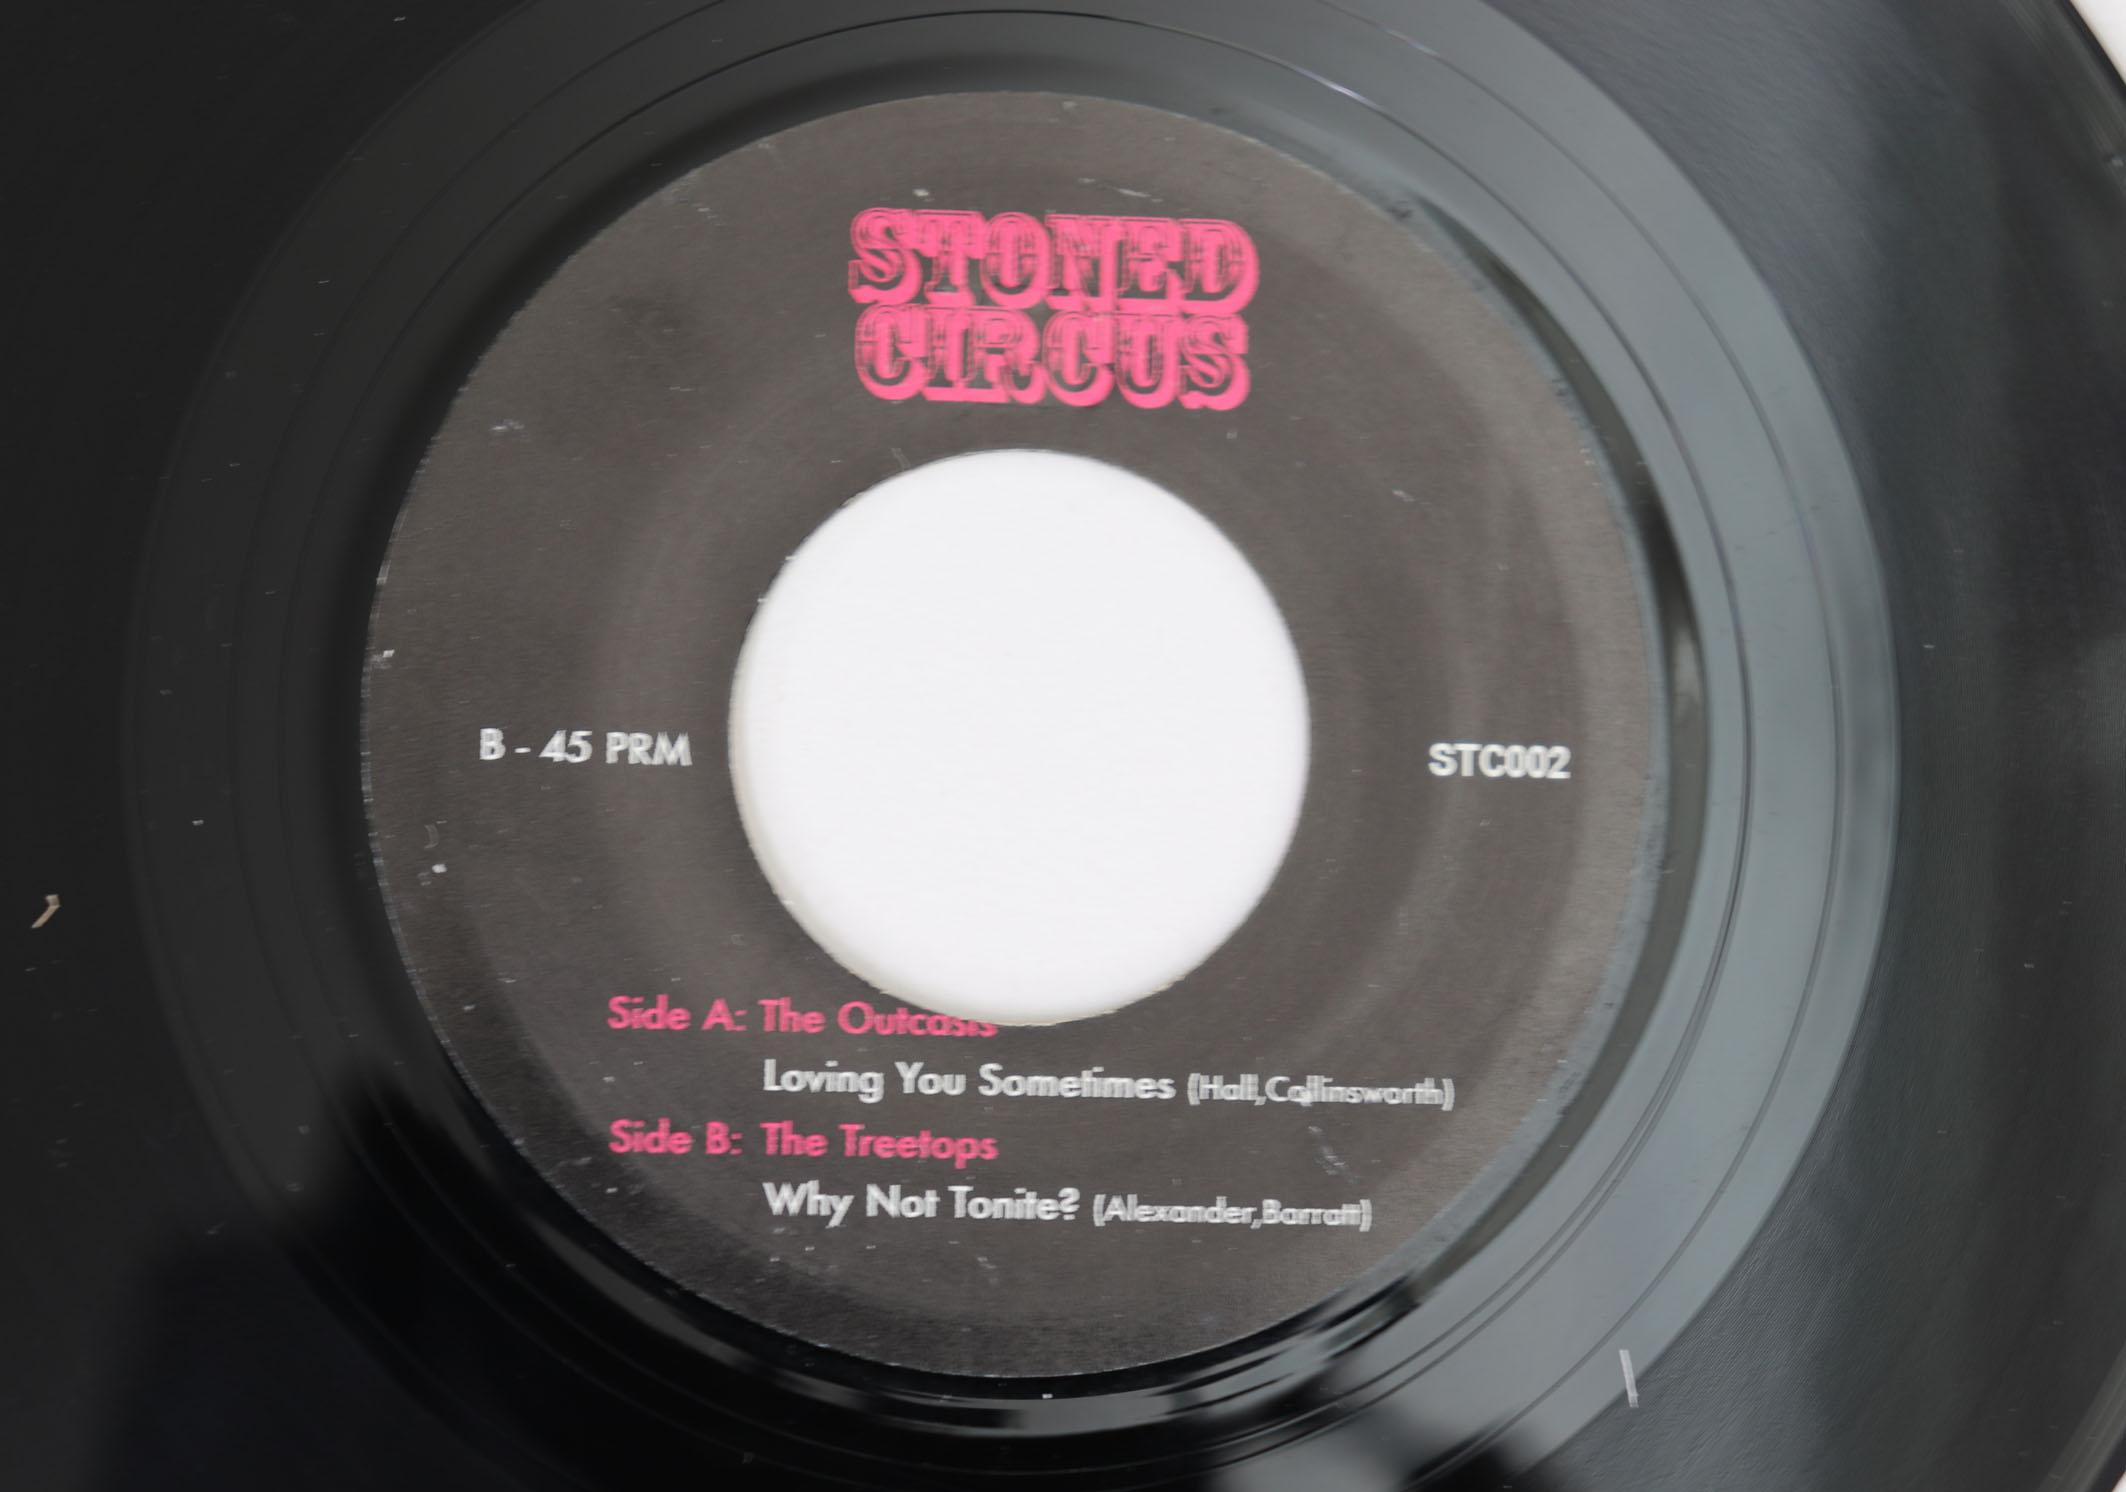 STONED
CIRCUS
B - 45 PRM
STC002
Side A: The Outcasts
Loving You Sometimes (Hall,Collinsworth)
Side B: The Treetops
Why Not Tonite? (Alexander,Barratt)